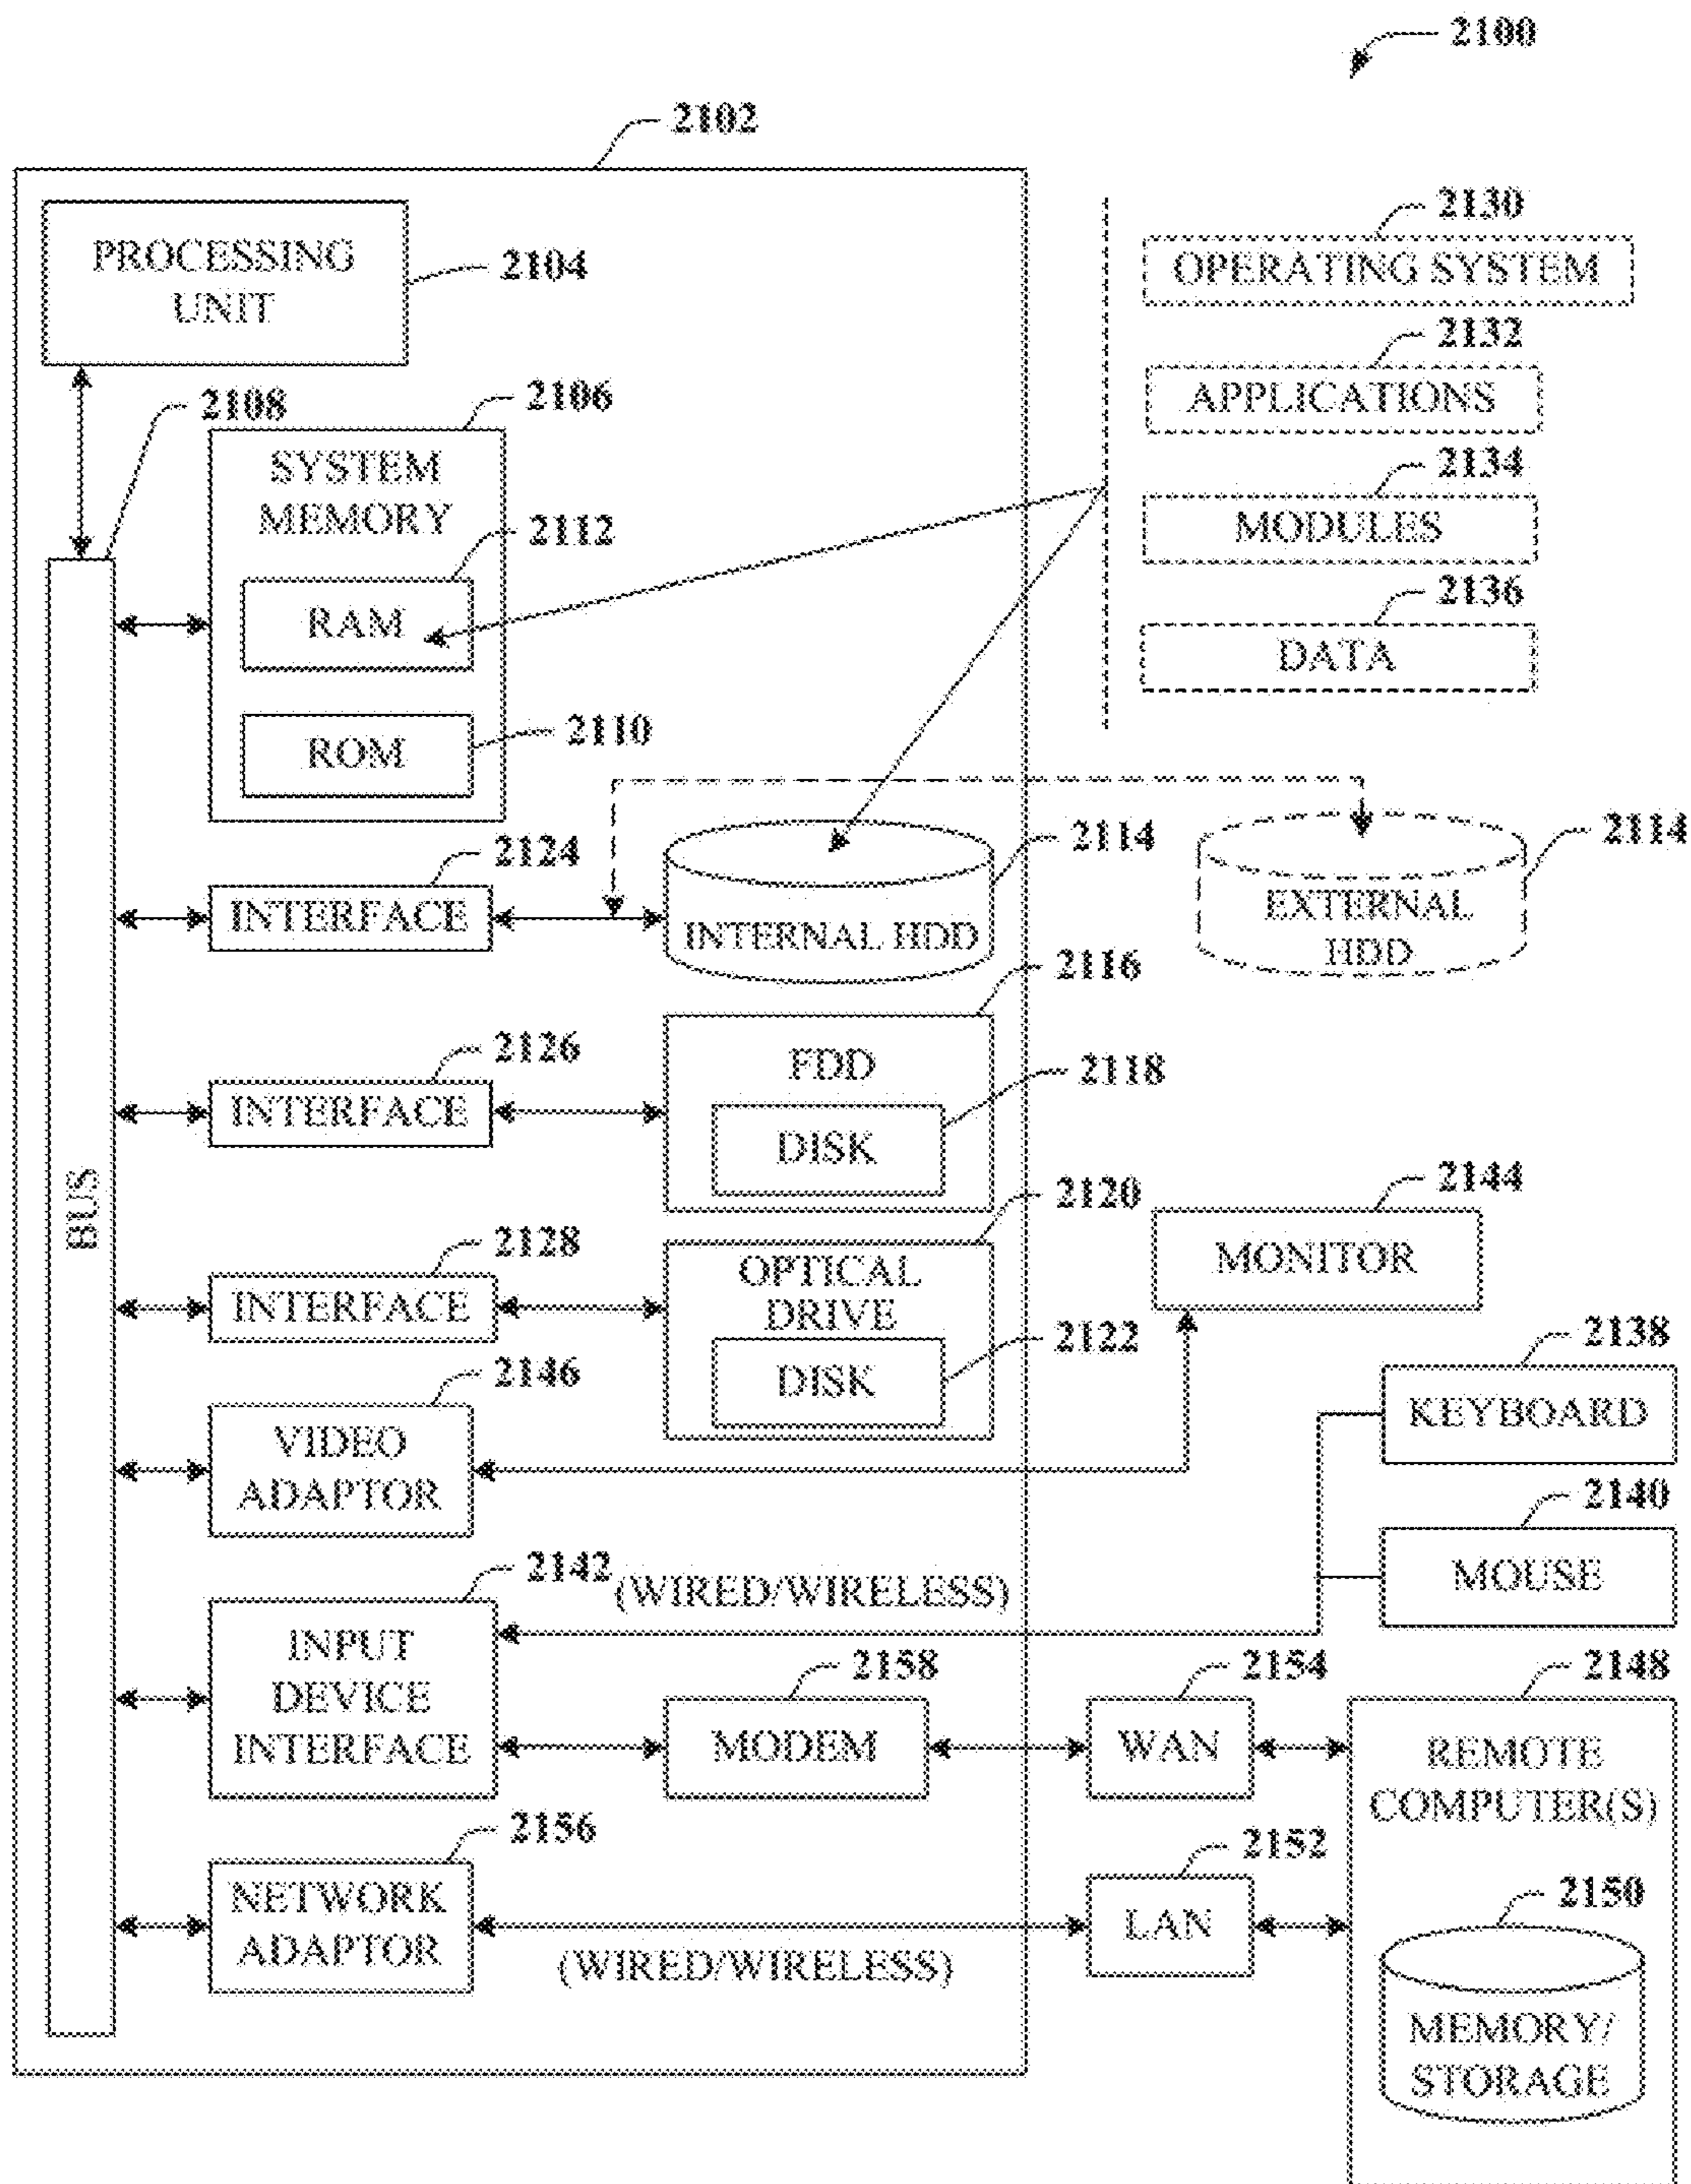 2100
2102
PROCESSING
UNIT
2104
2108
2106
SYSTEM
MEMORY
2112
RAM
ROM
2110
2130
OPERATING SYSTEM
2132
APPLICATIONS
2134
MODULES
2136
DATA
BUS
2124
INTERFACE
2114
INTERNAL HDD
2114
EXTERNAL
HDD
2126
INTERFACE
2116
FDD
2118
DISK
2128
INTERFACE
2120
OPTICAL
DRIVE
2122
DISK
2144
MONITOR
2146
VIDEO
ADAPTOR
2138
KEYBOARD
2140
MOUSE
2142
(WIRED/WIRELESS)
INPUT
DEVICE
INTERFACE
2158
MODEM
2154
WAN
2148
REMOTE
COMPUTER(S)
2156
NETWORK
ADAPTOR
(WIRED/WIRELESS)
2152
LAN
2150
MEMORY/
STORAGE